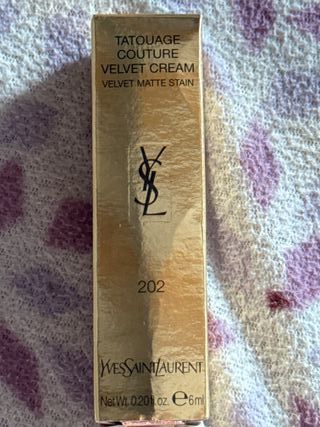 TATOUAGE
COUTURE
VELVET CREAM
VELVET MATTE STAIN
YSL
202
YVESSAINTLAURENT
Net Wt. 0.20 fl.oz. ℮ 6ml